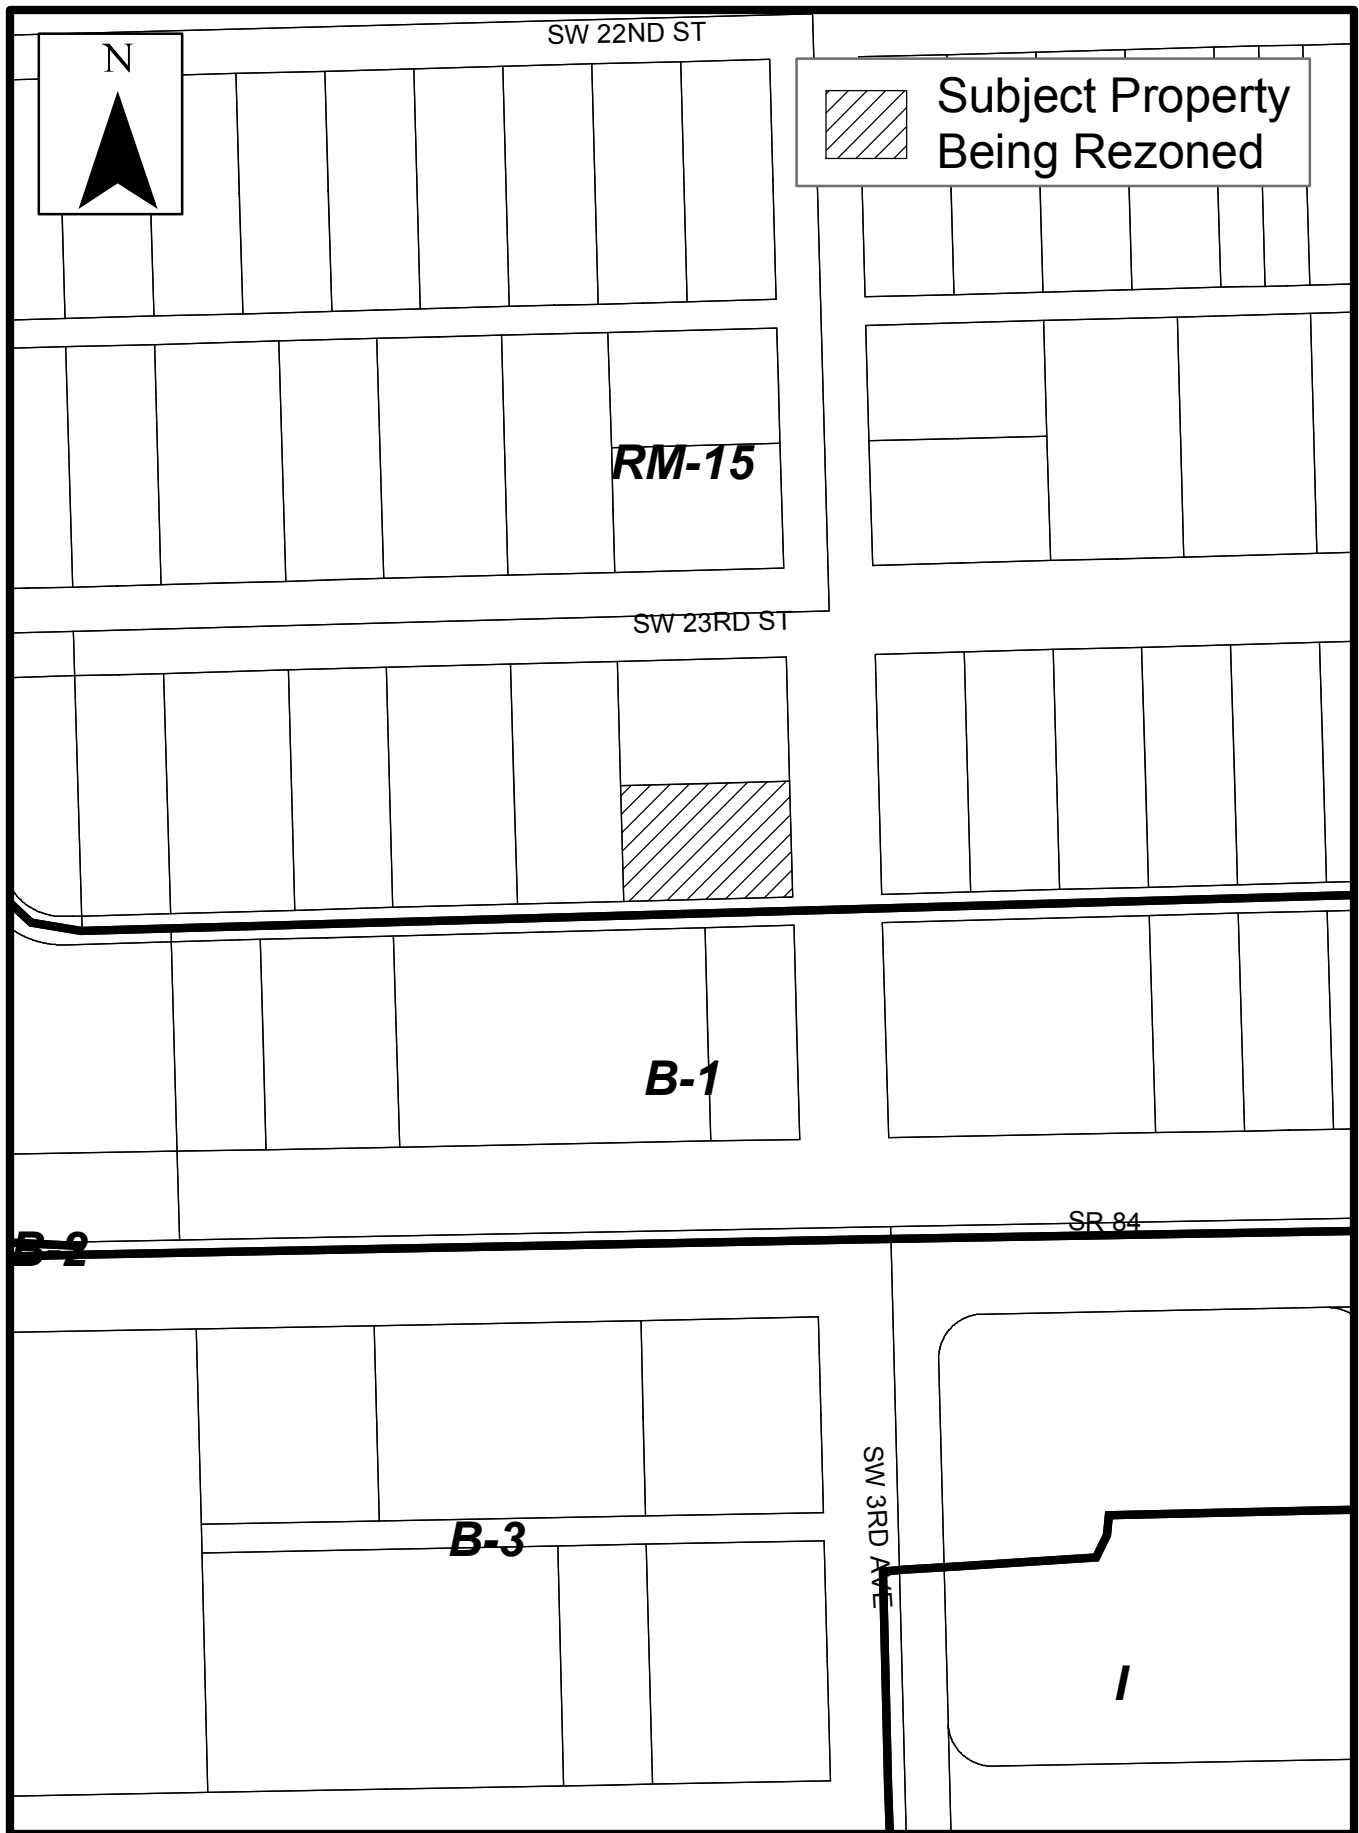 SW 22ND ST
N
Subject Property
Being Rezoned
RM-15
SW 23RD ST
B-1
SR 84
B-2
SW 3RD AVE
B-3
I